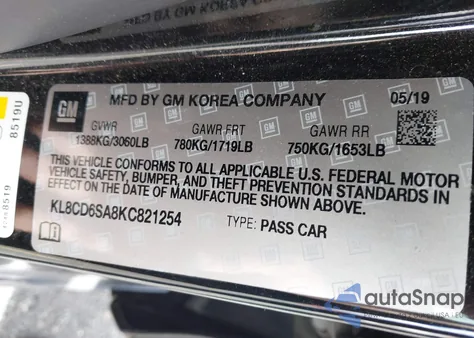 GM
MFD BY GM KOREA COMPANY
05/19
GVWR GAWR FRT GAWR RR
1388KG/3060LB 780KG/1719LB 750KG/1653LB
THIS VEHICLE CONFORMS TO ALL APPLICABLE U.S. FEDERAL MOTOR
VEHICLE SAFETY, BUMPER, AND THEFT PREVENTION STANDARDS IN
EFFECT ON THE DATE OF MANUFACTURE SHOWN ABOVE.
KL8CD6SA8KC821254 TYPE: PASS CAR
8519U
autoSnap